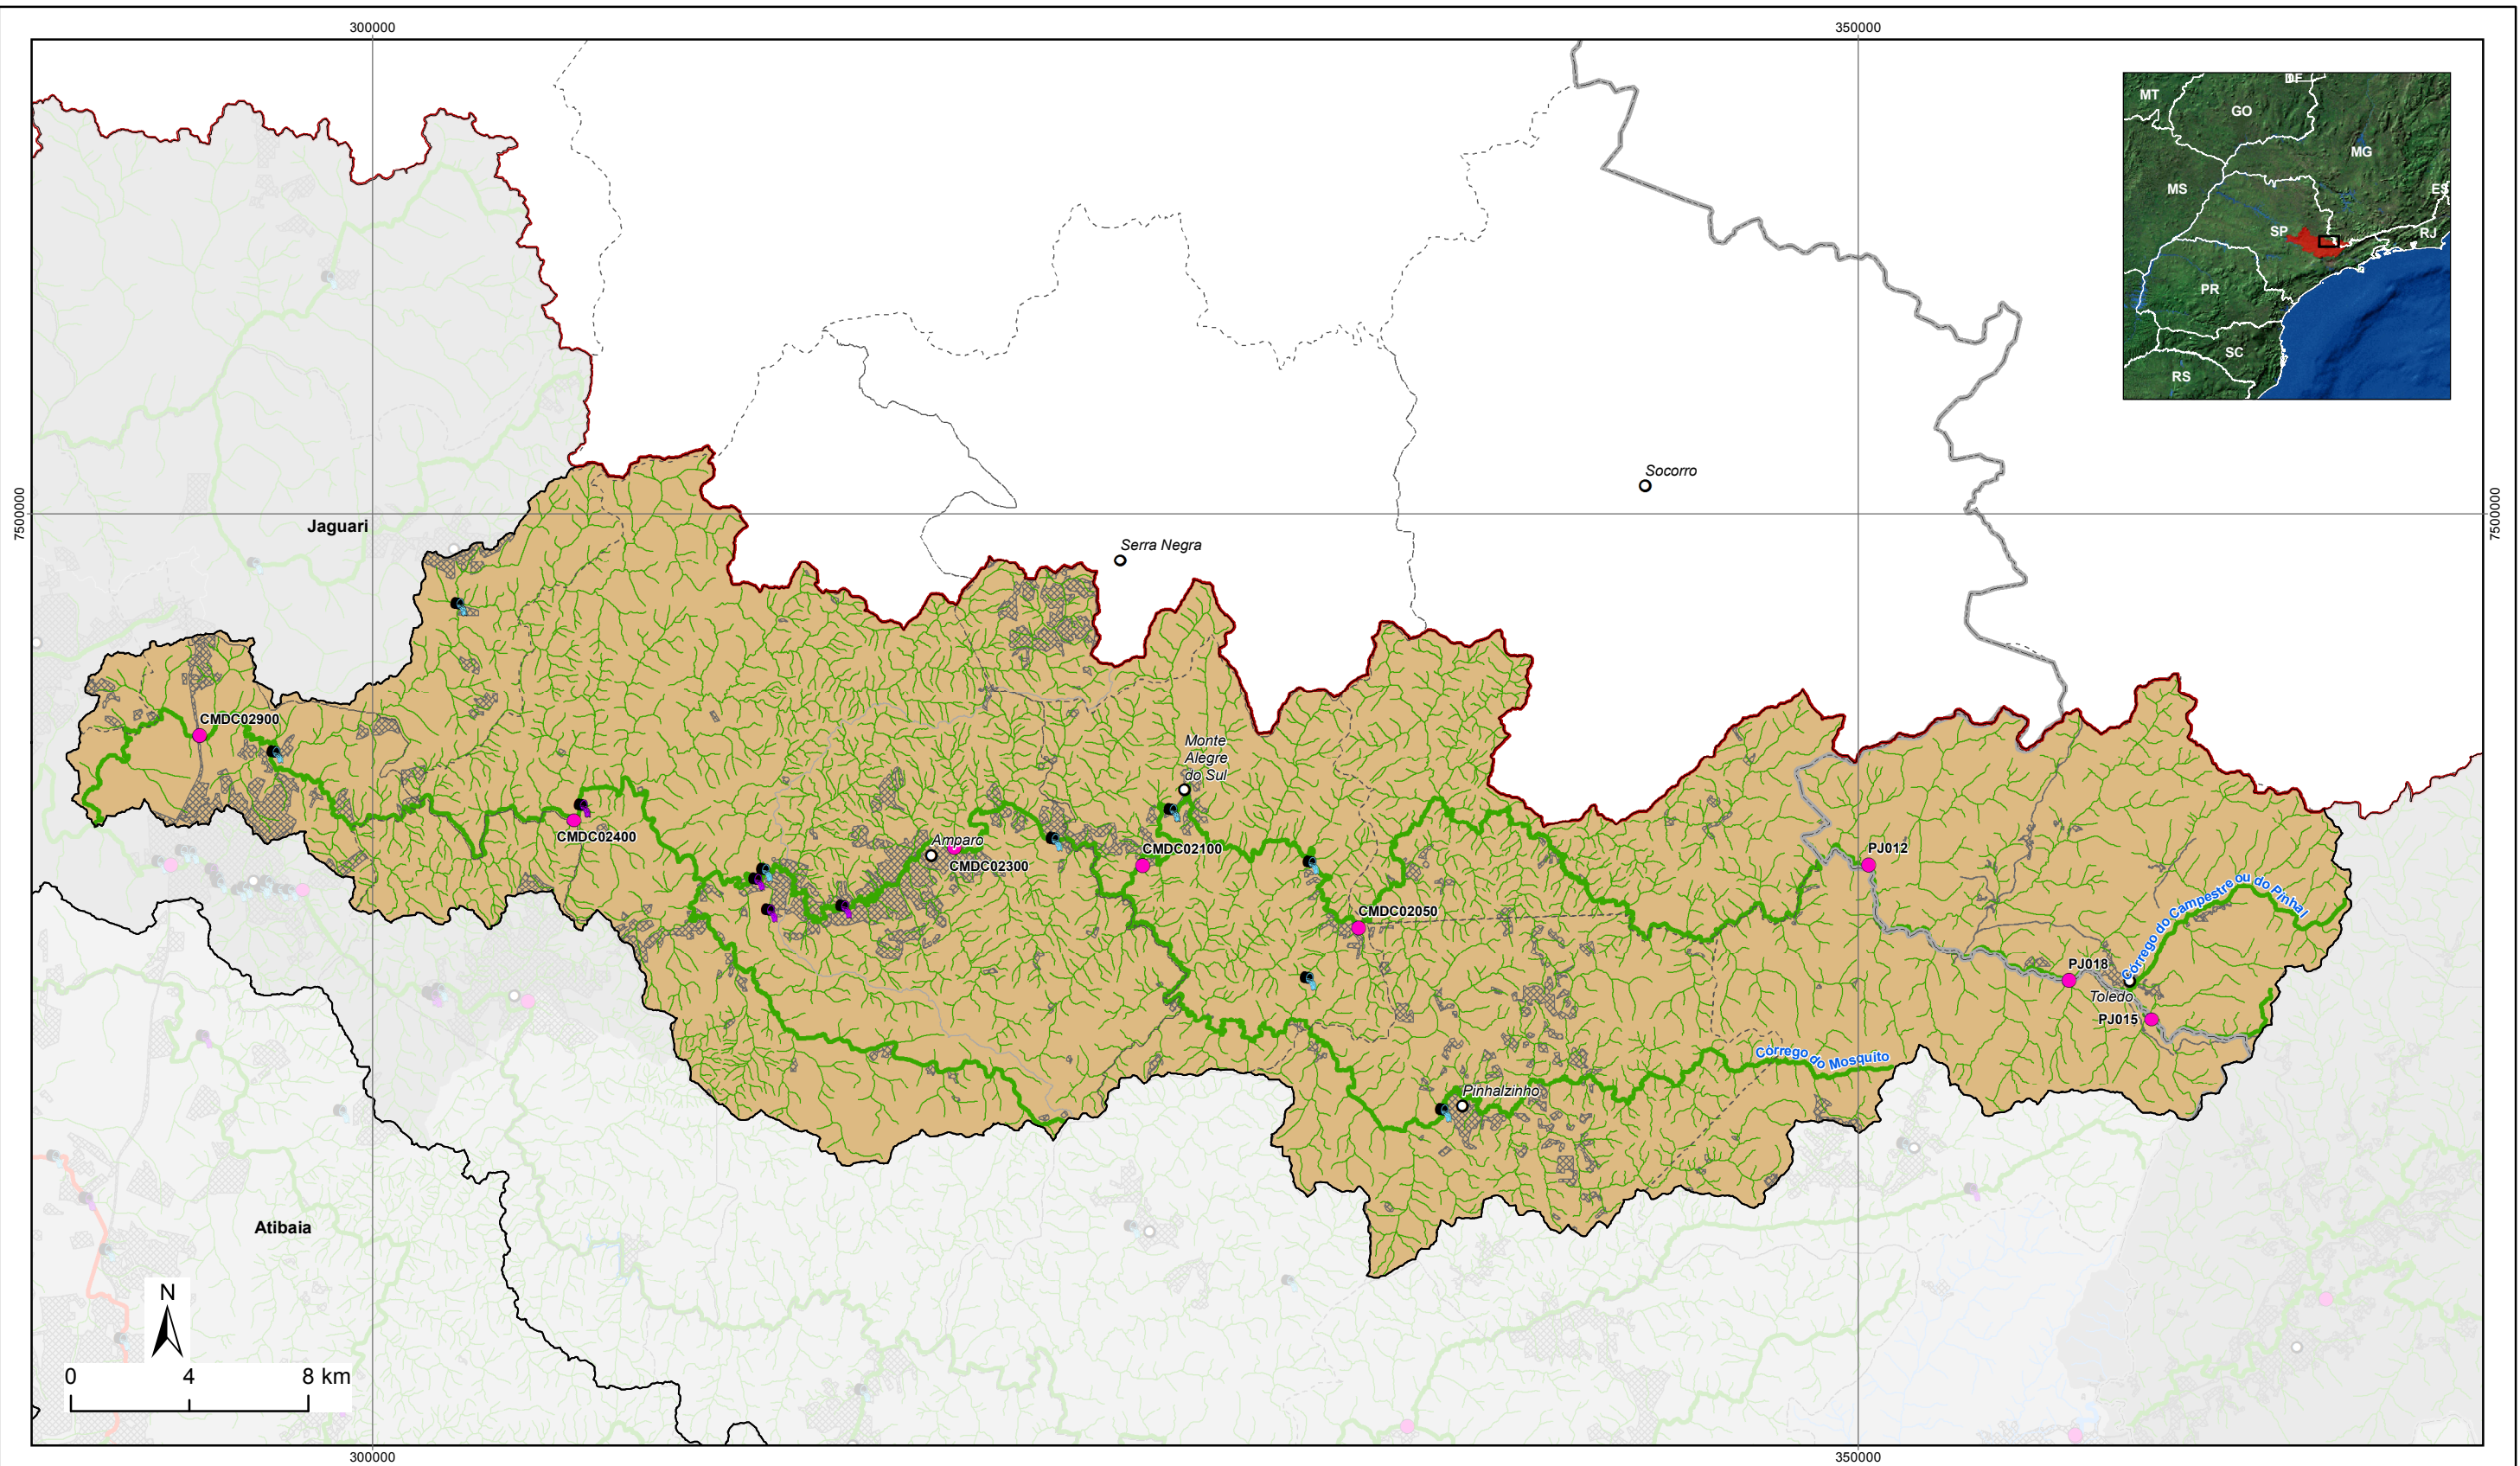 300000
350000
DF
MT
GO
MG
MS
ES
SP
RJ
PR
SC
RS
Socorro
7500000
7500000
Jaguari
Serra Negra
CMDC02900
Monte
Alegre
do Sul
CMDC02400
Amparo
CMDC02300
CMDC02100
PJ012
CMDC02050
Córrego do Campestre ou do Pinhal
PJ018
Toledo
PJ015
Córrego do Mosquito
Pinhalzinho
Atibaia
N
0 4 8 km
300000
350000